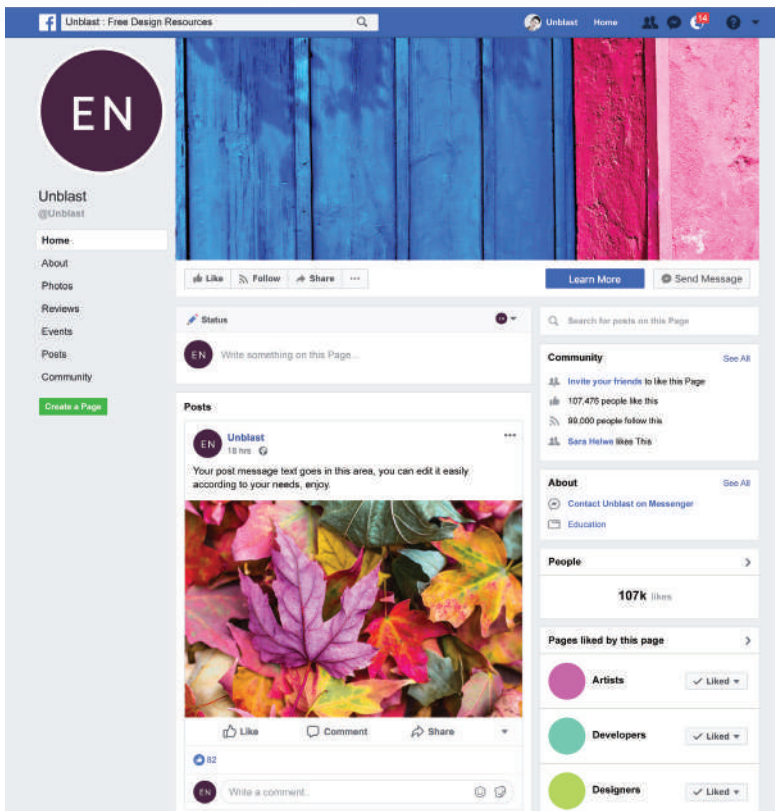 Unblast : Free Design Resources
Unblast Home 14
EN
Unblast
@Unblast
Home
About
Photos
Reviews
Events
Posts
Community
Create a Page
Like Follow Share ...
Learn More Send Message
Status
EN Write something on this Page...
Posts
EN Unblast
18 hrs
Your post message text goes in this area, you can edit it easily
according to your needs, enjoy.
Like Comment Share
82
EN Write a comment..
Search for posts on this Page
Community See All
Invite your friends to like this Page
107,476 people like this
99,000 people follow this
Sara Helwe likes This
About See All
Contact Unblast on Messenger
Education
People
107k likes
Pages liked by this page
Artists Liked
Developers Liked
Designers Liked